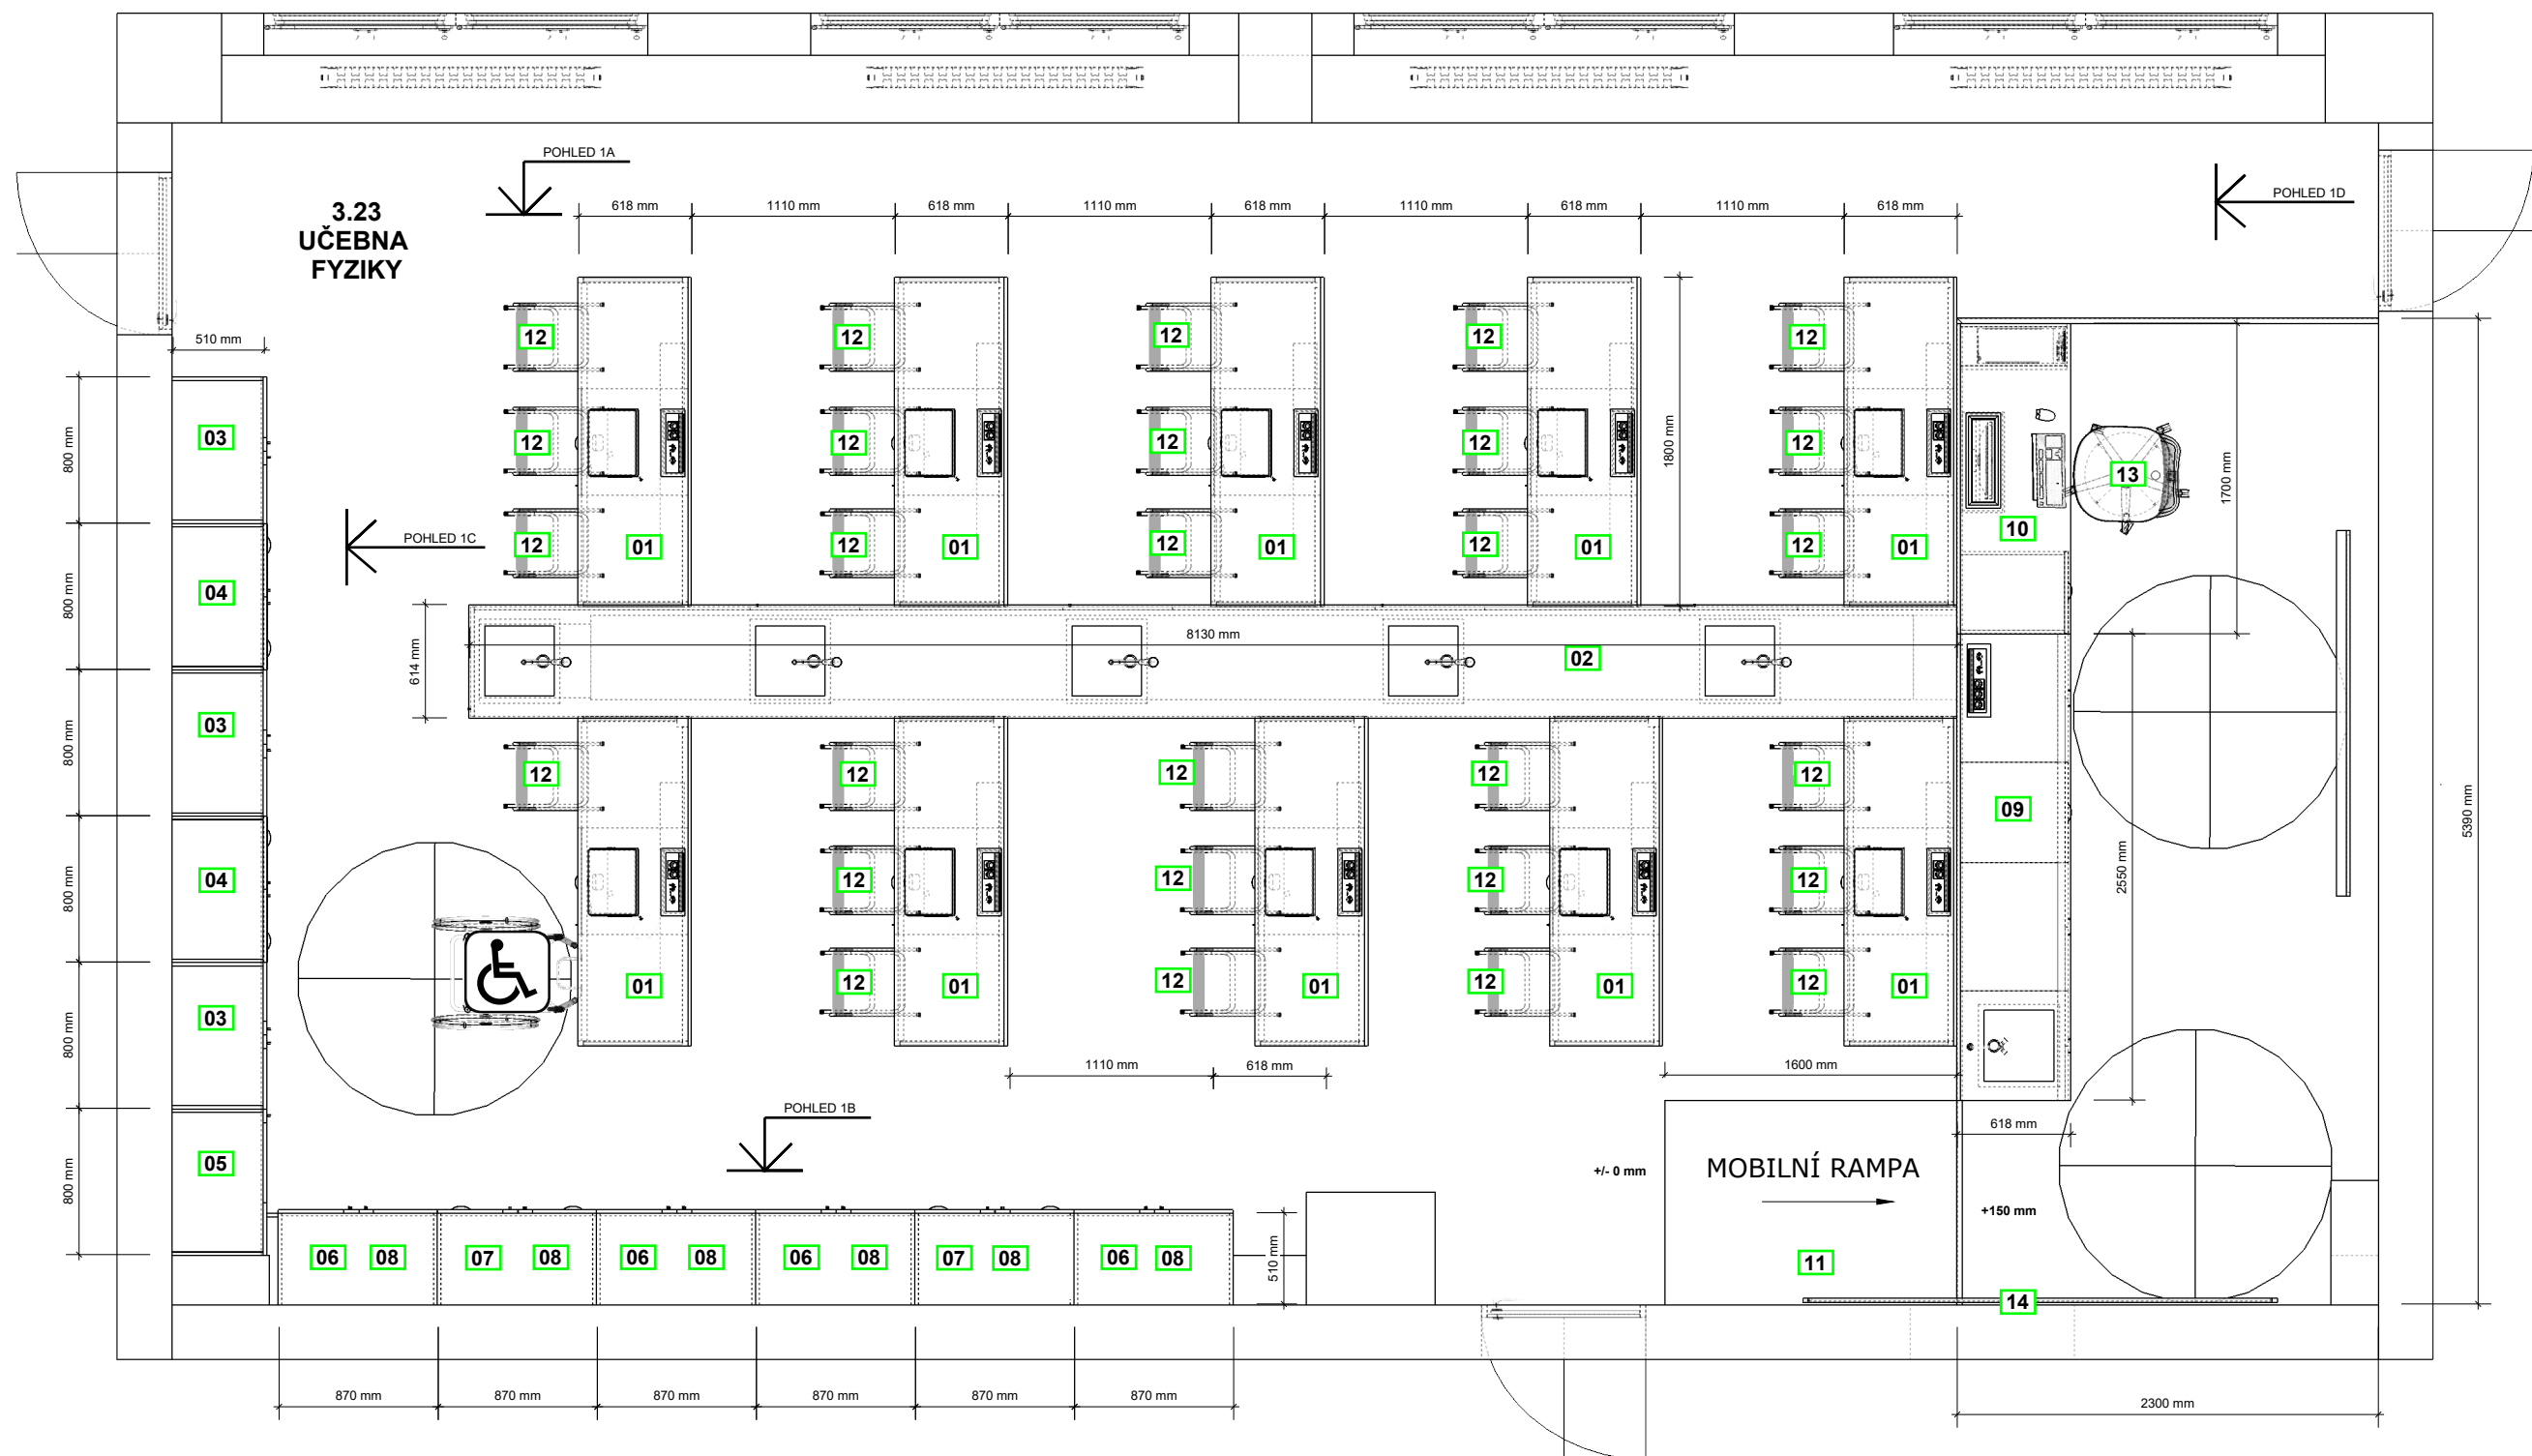 POHLED 1A
POHLED 1D
3.23
UČEBNA
FYZIKY
618 mm 1110 mm 618 mm 1110 mm 618 mm 1110 mm 618 mm 1110 mm 618 mm
510 mm
12 12 12 12 12
03
12 12 12 12 12
800 mm
1800 mm
13
1700 mm
10
POHLED 1C
12 01 12 01 12 01 12 01 12 01
04
800 mm
8130 mm
614 mm
02
03
800 mm
12 12 12 12 12
09
5390 mm
04
800 mm
12 12 12 12
2550 mm
01 12 01 12 01 12 01 12 01
03
800 mm
1110 mm 618 mm
1600 mm
POHLED 1B
618 mm
05
800 mm
+/- 0 mm
MOBILNÍ RAMPA
+150 mm
06 08 07 08 06 08 06 08 07 08 06 08
510 mm
11
14
870 mm 870 mm 870 mm 870 mm 870 mm 870 mm
2300 mm